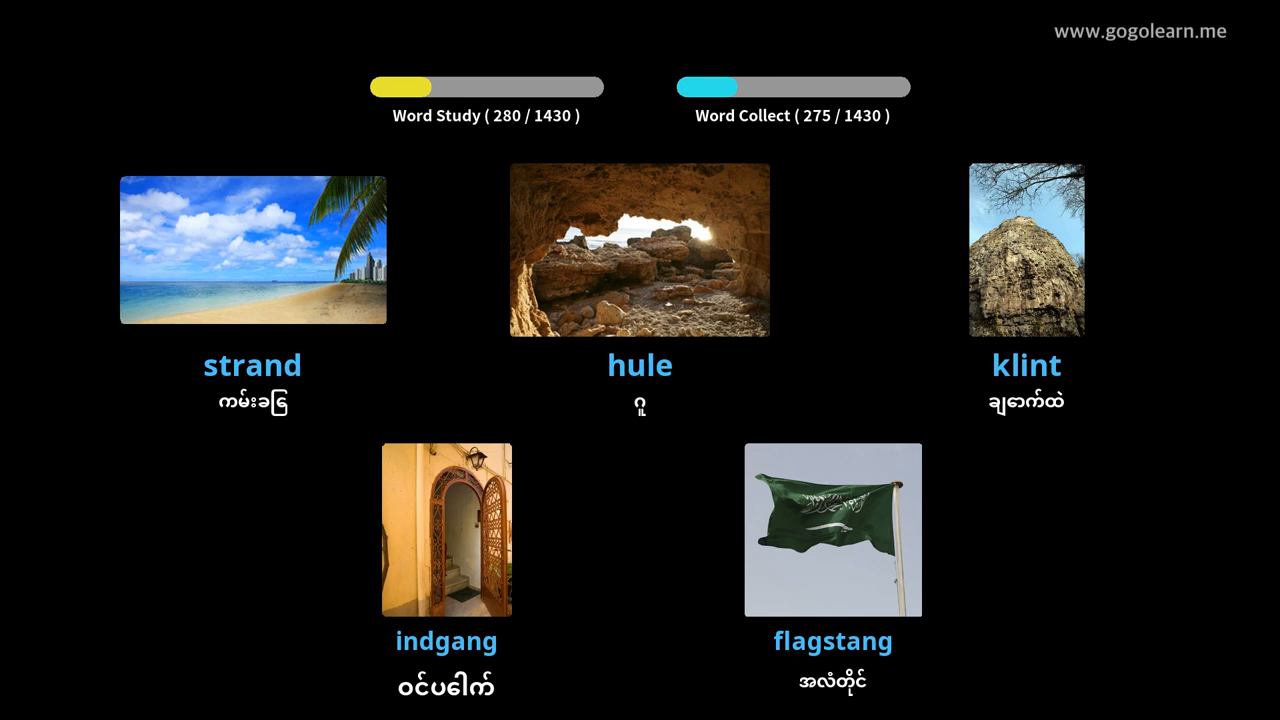 www.gogolearn.me
Word Study ( 280 / 1430 )
Word Collect ( 275 / 1430 )
strand
hule
klint
ကမ်းခြေ
ဂူ
ချောက်ထဲ
indgang
flagstang
ဝင်ပေါက်
အလံတိုင်